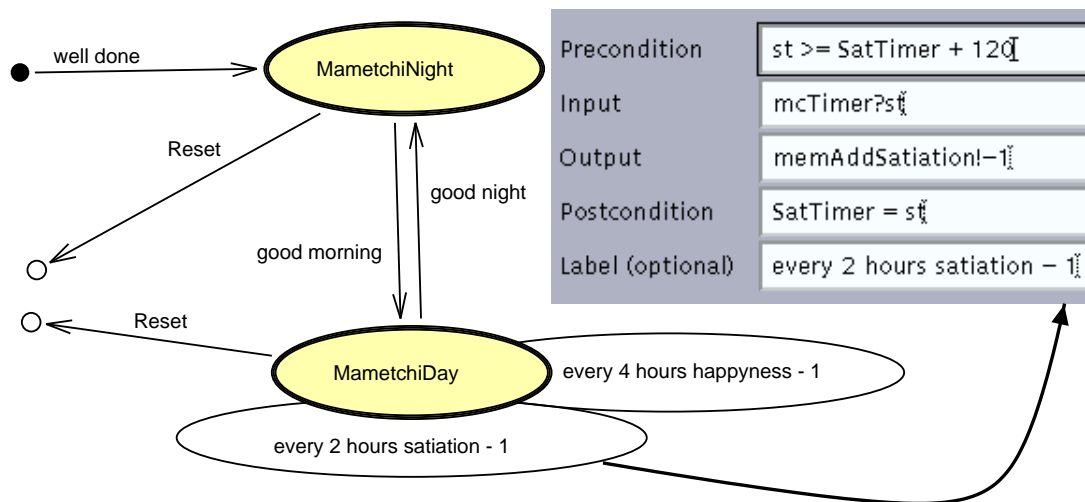 well done
MametchiNight
Reset
good night
good morning
Reset
MametchiDay
every 4 hours happyness - 1
every 2 hours satiation - 1
Precondition
st >= SatTimer + 120
Input
mcTimer?st
Output
memAddSatiation!−1
Postcondition
SatTimer = st
Label (optional)
every 2 hours satiation − 1